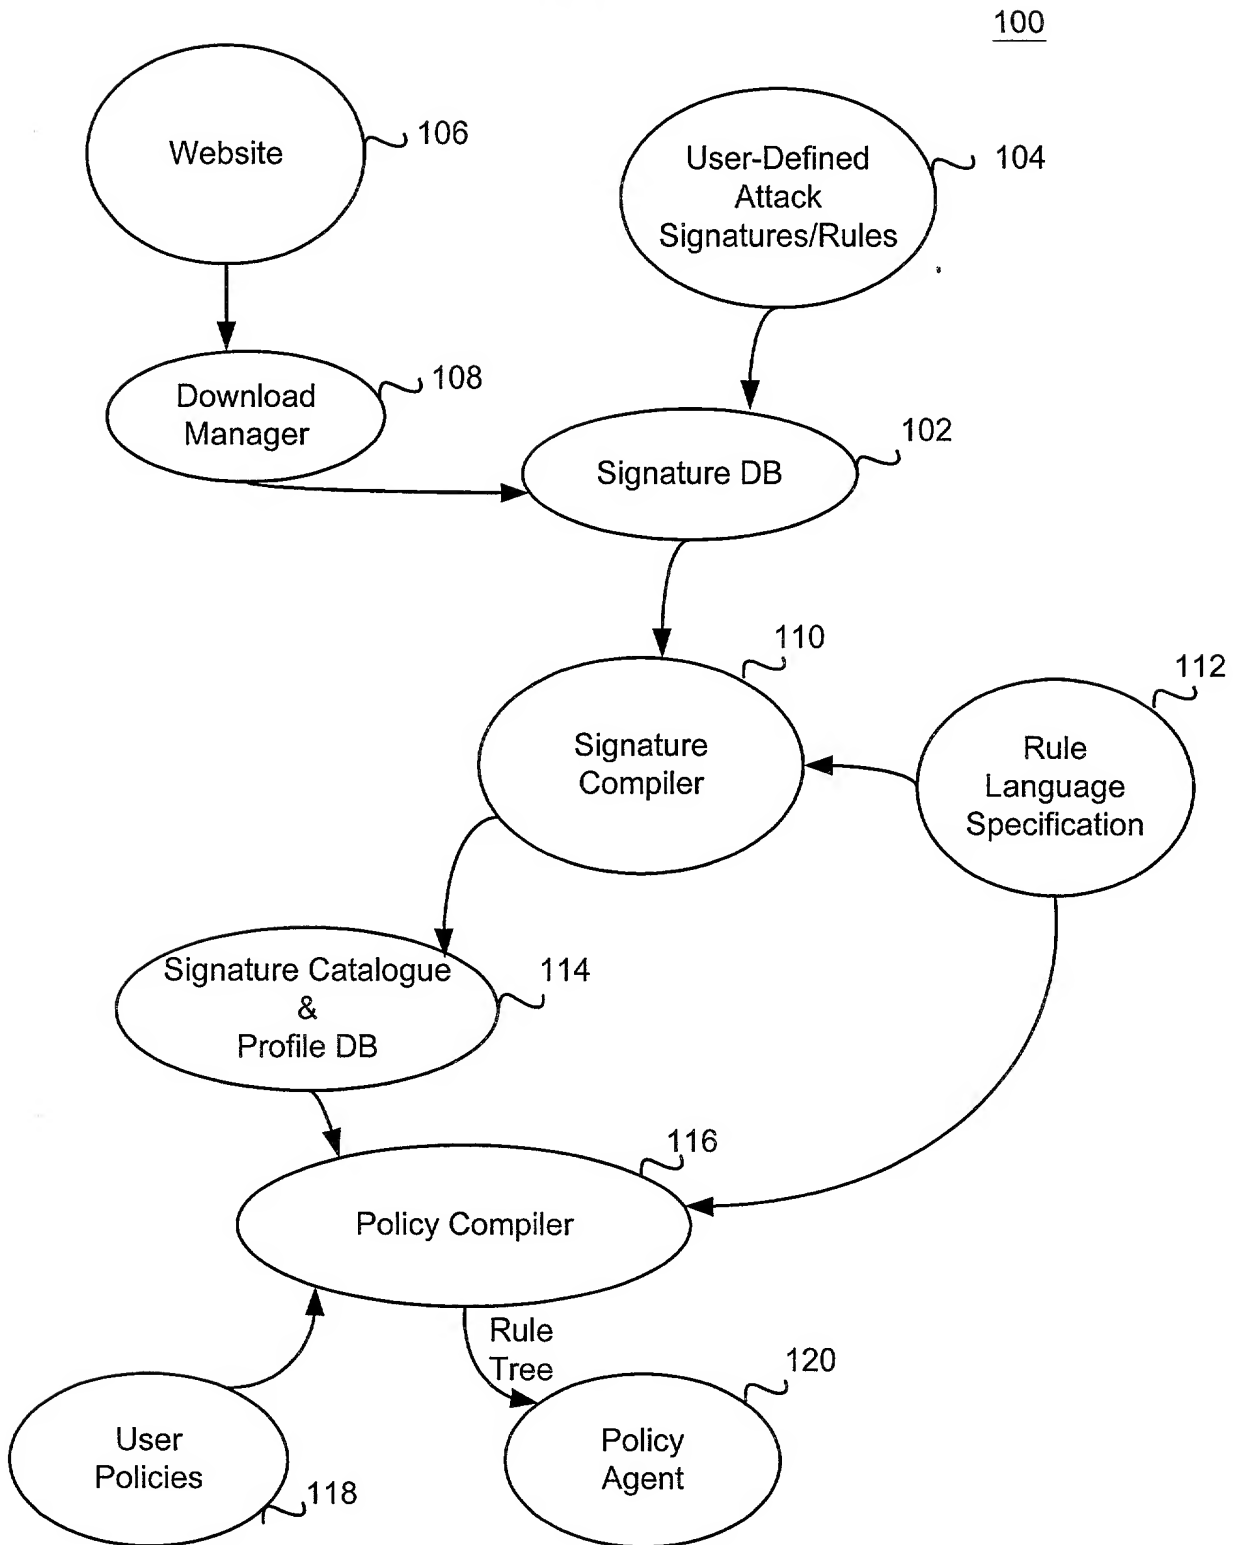 100
Website
106
User-Defined
Attack
Signatures/Rules
104
Download
Manager
108
Signature DB
102
Signature
Compiler
110
Rule
Language
Specification
112
Signature Catalogue
&
Profile DB
114
Policy Compiler
116
Rule
Tree
User
Policies
118
Policy
Agent
120